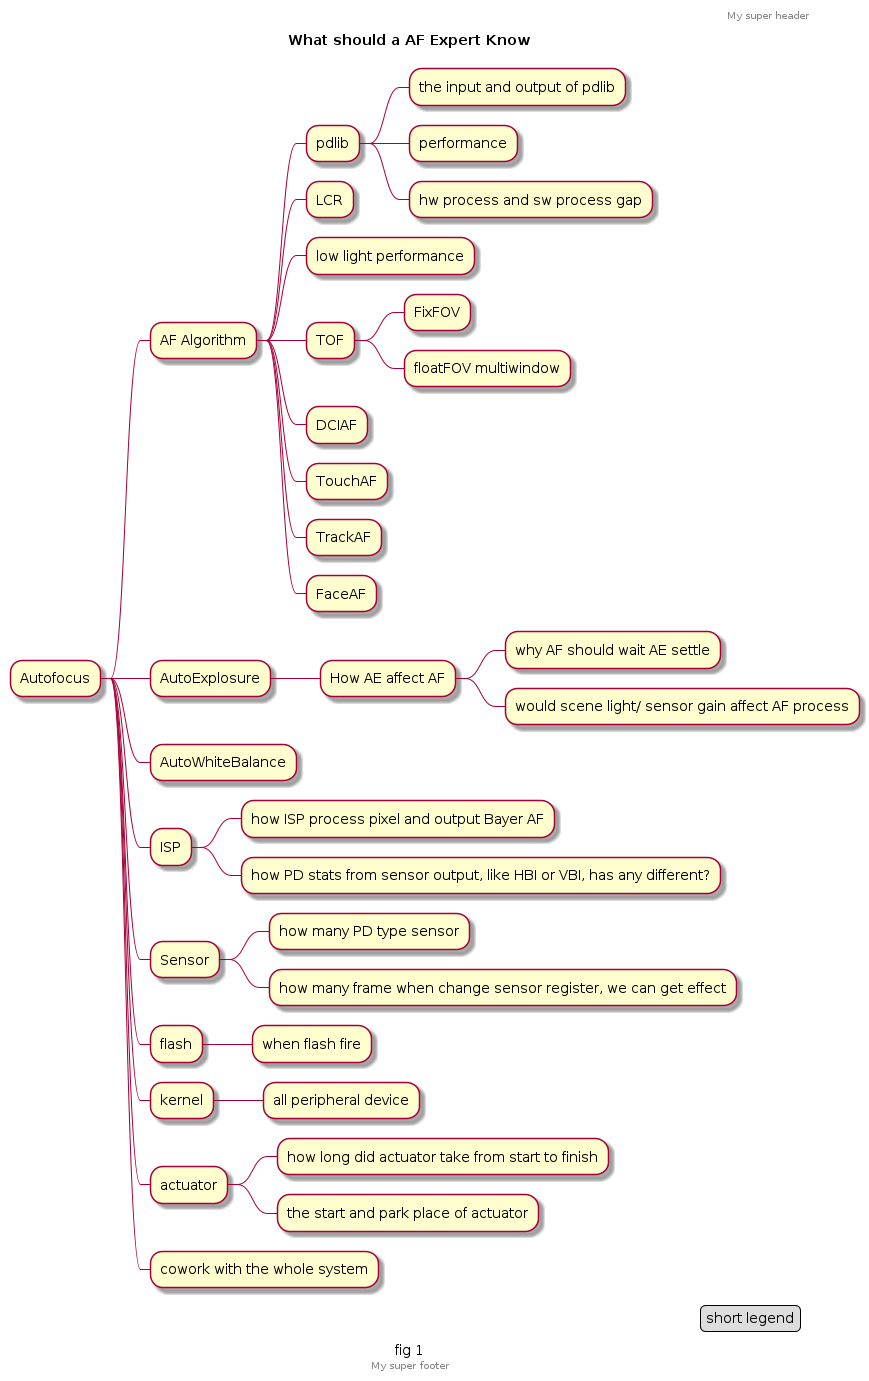 My super header
What should a AF Expert Know
the input and output of pdlib
pdlib
performance
LCR
hw process and sw process gap
low light performance
FixFOV
AF Algorithm
TOF
floatFOV multiwindow
DCIAF
TouchAF
TrackAF
FaceAF
why AF should wait AE settle
Autofocus
AutoExplosure
How AE affect AF
would scene light/ sensor gain affect AF process
AutoWhiteBalance
how ISP process pixel and output Bayer AF
ISP
how PD stats from sensor output, like HBI or VBI, has any different?
how many PD type sensor
Sensor
how many frame when change sensor register, we can get effect
flash
when flash fire
kernel
all peripheral device
how long did actuator take from start to finish
actuator
the start and park place of actuator
cowork with the whole system
short legend
fig 1
My super footer